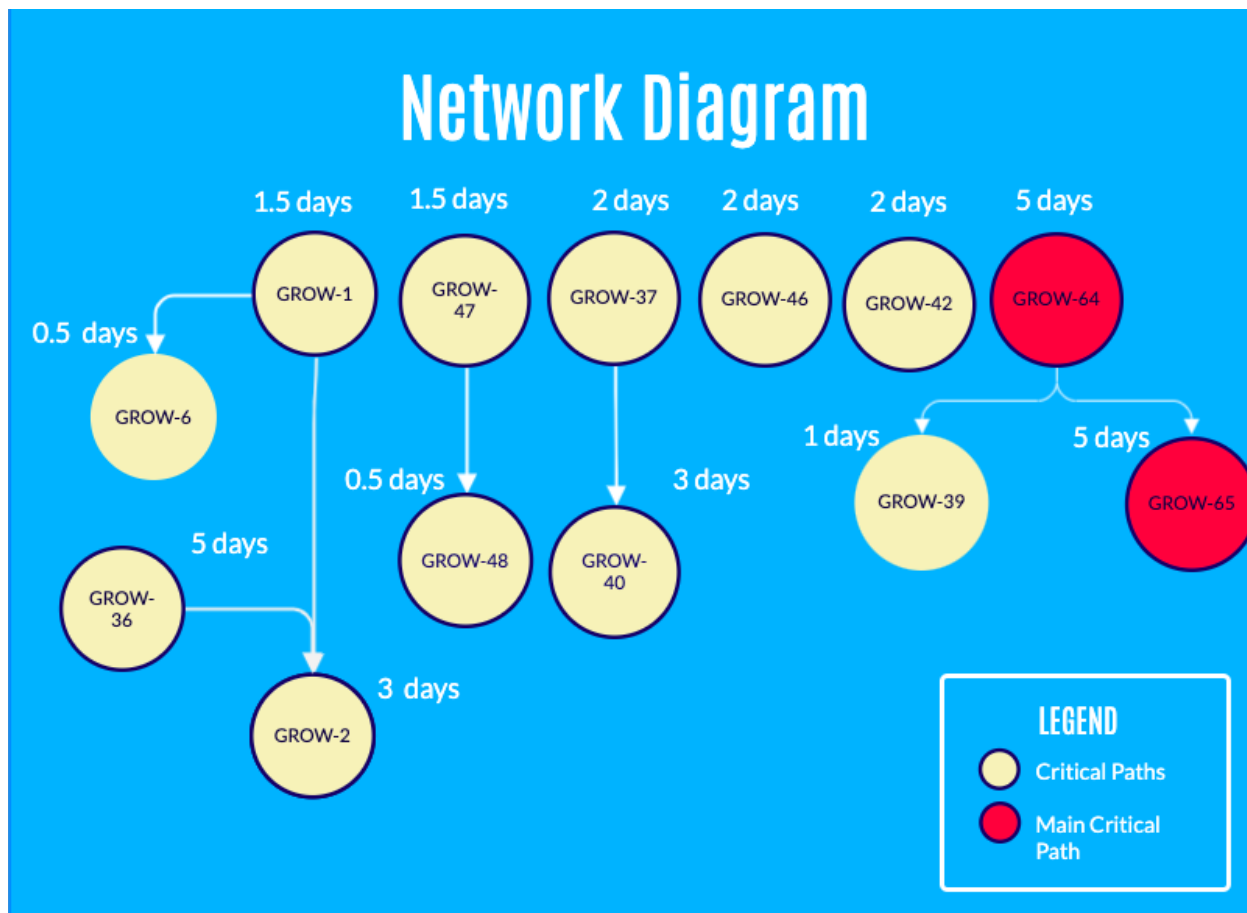 Network Diagram
1.5 days
1.5 days
2 days
2 days
2 days
5 days
GROW-1
GROW-
47
GROW-37
GROW-46
GROW-42
GROW-64
0.5 days
GROW-6
1 days
5 days
0.5 days
3 days
GROW-39
GROW-65
5 days
GROW-48
GROW-
40
GROW-
36
3 days
GROW-2
LEGEND
Critical Paths
Main Critical
Path